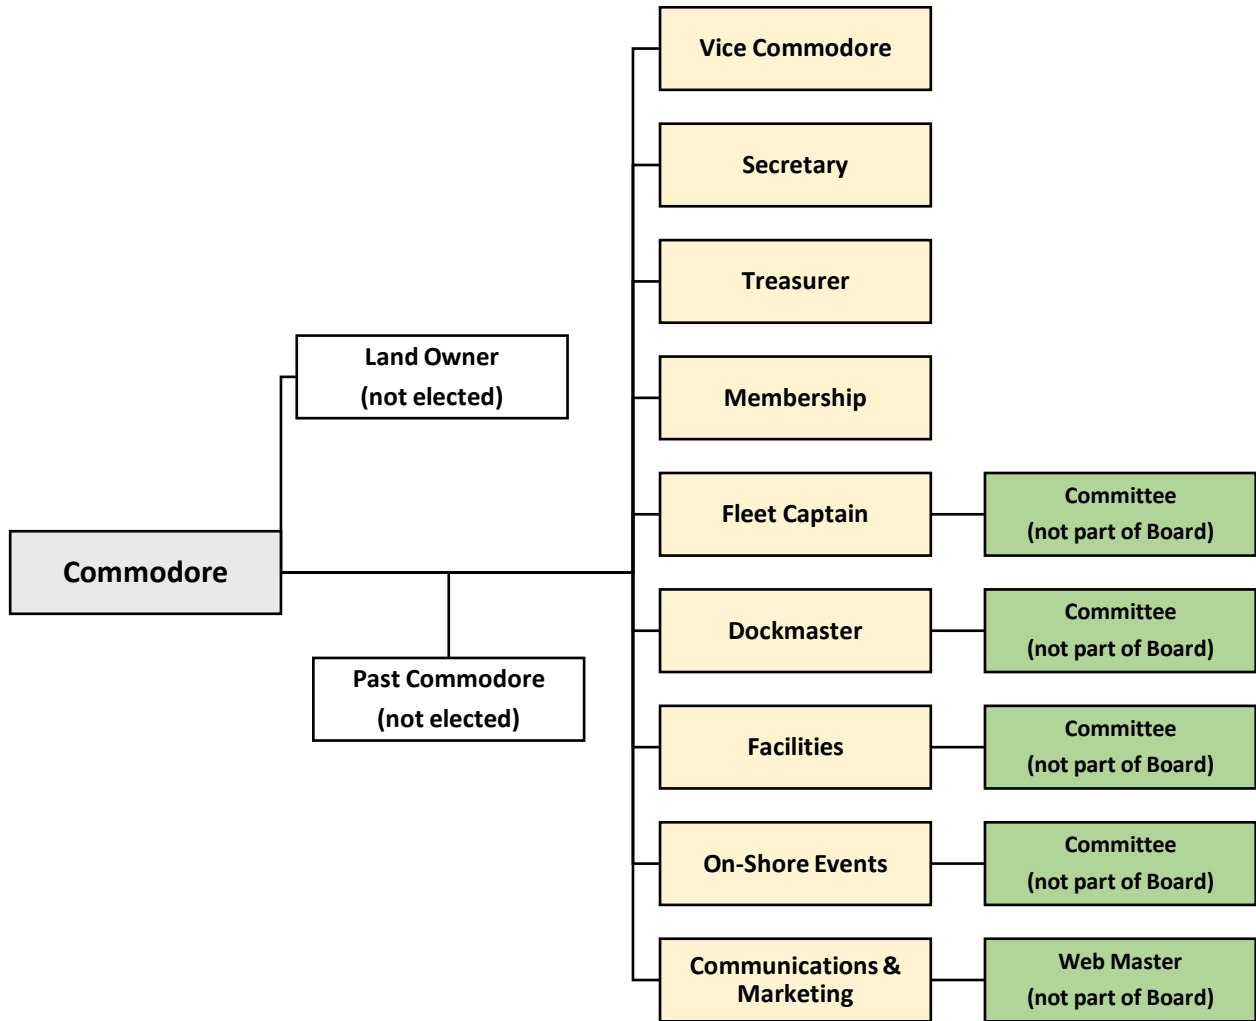 Vice Commodore
Secretary
Treasurer
Land Owner
(not elected)
Membership
Fleet Captain
Committee
(not part of Board)
Commodore
Dockmaster
Committee
(not part of Board)
Past Commodore
(not elected)
Facilities
Committee
(not part of Board)
On-Shore Events
Committee
(not part of Board)
Communications &
Marketing
Web Master
(not part of Board)